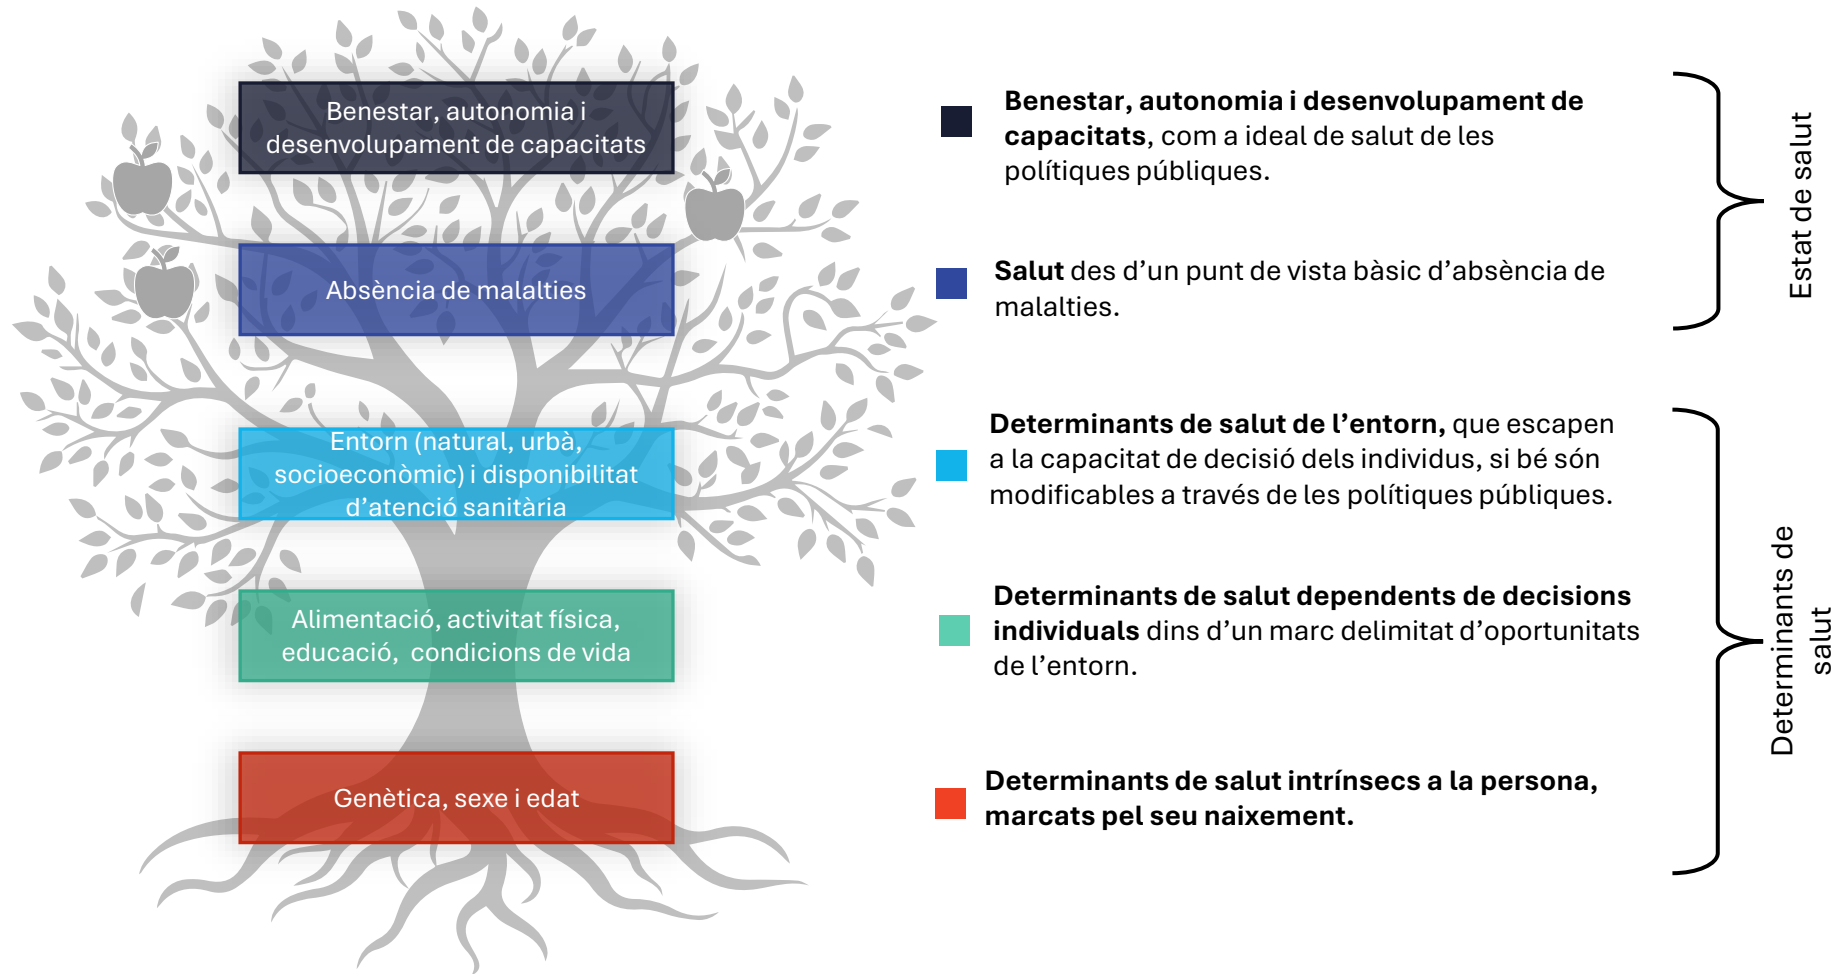 Benestar, autonomia i
desenvolupament de capacitats
Absència de malalties
Entorn (natural, urbà,
socioeconòmic) i disponibilitat
d’atenció sanitària
Alimentació, activitat física,
educació, condicions de vida
Genètica, sexe i edat
Benestar, autonomia i desenvolupament de
capacitats, com a ideal de salut de les
polítiques públiques.
Salut des d’un punt de vista bàsic d’absència de
malalties.
Determinants de salut de l’entorn, que escapen
a la capacitat de decisió dels individus, si bé són
modificables a través de les polítiques públiques.
Determinants de salut dependents de decisions
individuals dins d’un marc delimitat d’oportunitats
de l’entorn.
Determinants de salut intrínsecs a la persona,
marcats pel seu naixement.
Estat de salut
Determinants de
salut